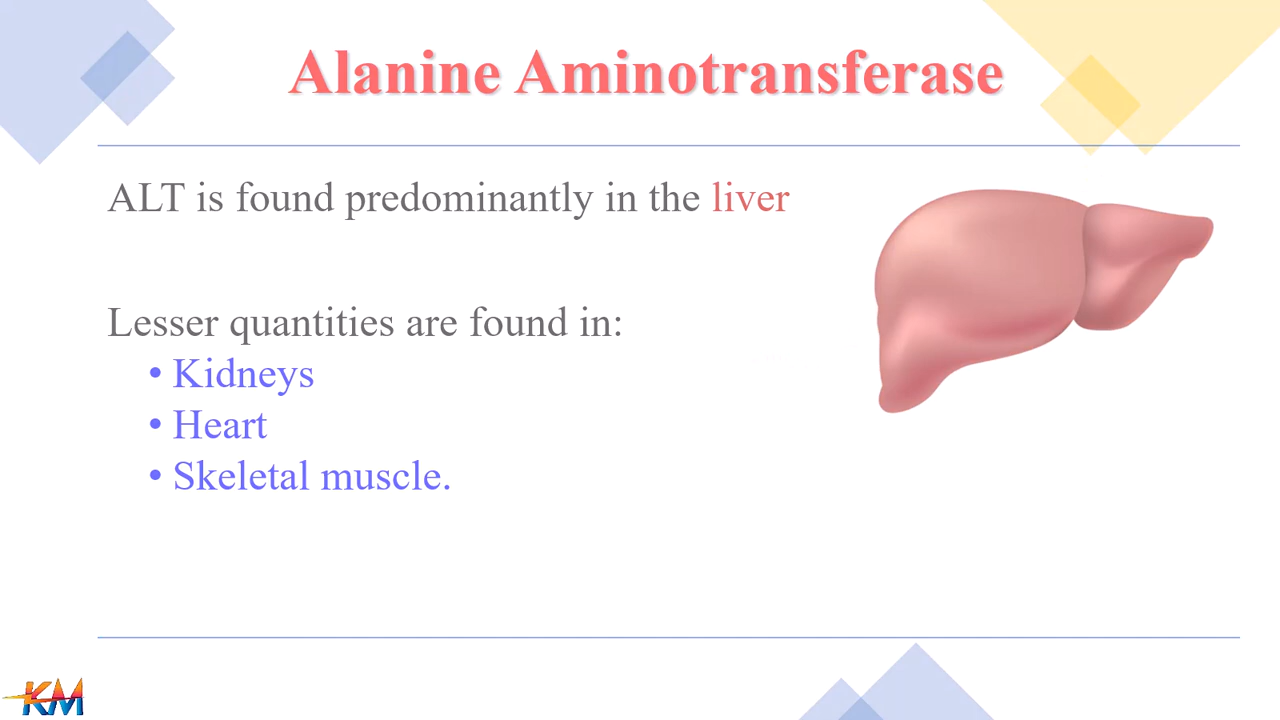 Alanine Aminotransferase
ALT is found predominantly in the liver
Lesser quantities are found in:
• Kidneys
• Heart
• Skeletal muscle.
KM